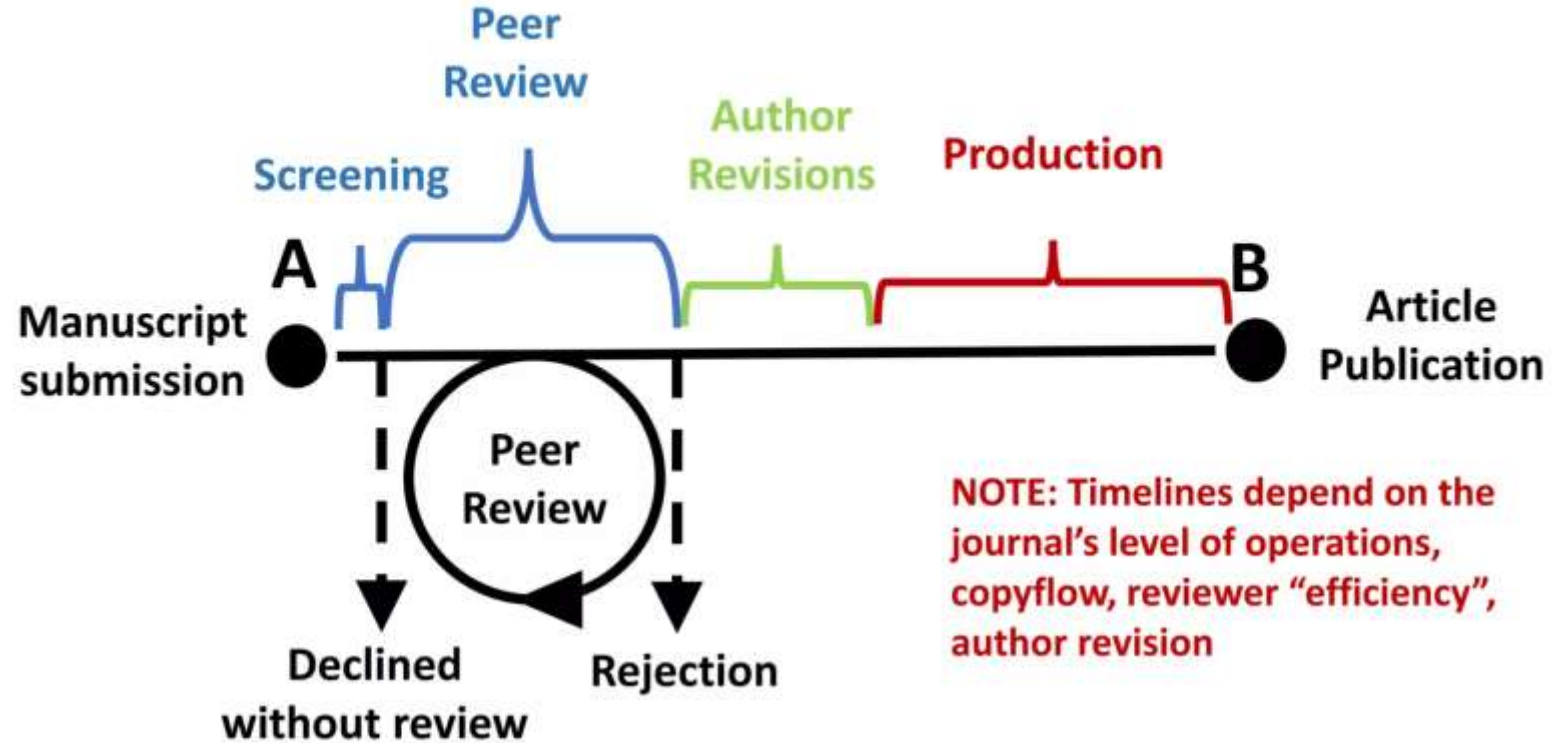 Peer
Review
Screening
Author
Revisions
Production
A
B
Manuscript
submission
Article
Publication
Peer
Review
NOTE: Timelines depend on the
journal’s level of operations,
copyflow, reviewer “efficiency”,
author revision
Declined
without review
Rejection